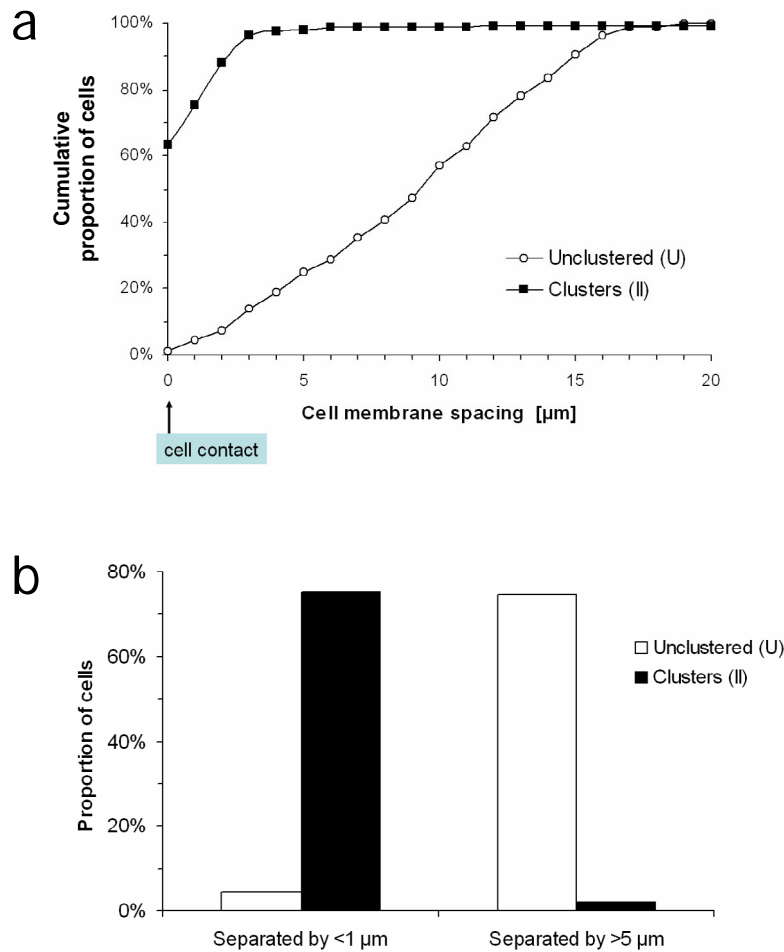 a
Cumulative
proportion of cells
100%
80%
60%
40%
20%
0%
Unclustered (U)
Clusters (II)
0
5
10
15
20
Cell membrane spacing [µm]
cell contact
b
Proportion of cells
80%
60%
40%
20%
0%
Unclustered (U)
Clusters (II)
Separated by <1 µm
Separated by >5 µm